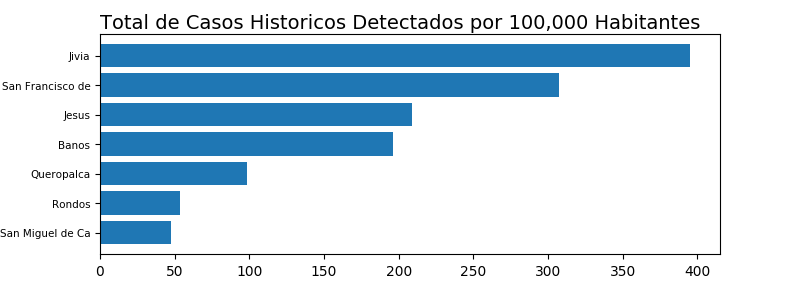 Total de Casos Historicos Detectados por 100,000 Habitantes
Jivia
San Francisco de
Jesus
Banos
Queropalca
Rondos
San Miguel de Ca
0 50 100 150 200 250 300 350 400